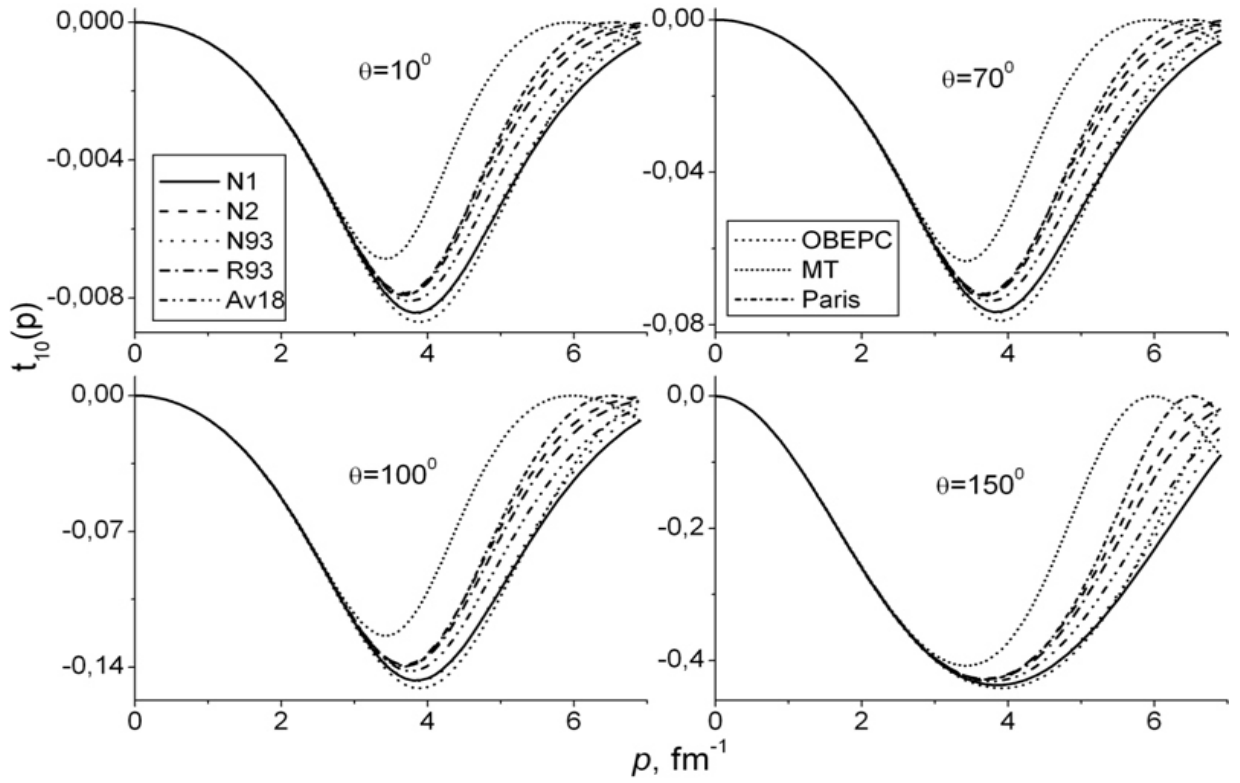 t10(p)
0,000
-0,004
-0,008
0 2 4 6
θ=10⁰
N1
N2
N93
R93
Av18
0,00
-0,04
-0,08
0 2 4 6
θ=70⁰
OBEPC
MT
Paris
0,00
-0,07
-0,14
0 2 4 6
θ=100⁰
0,0
-0,2
-0,4
0 2 4 6
θ=150⁰
p, fm⁻¹